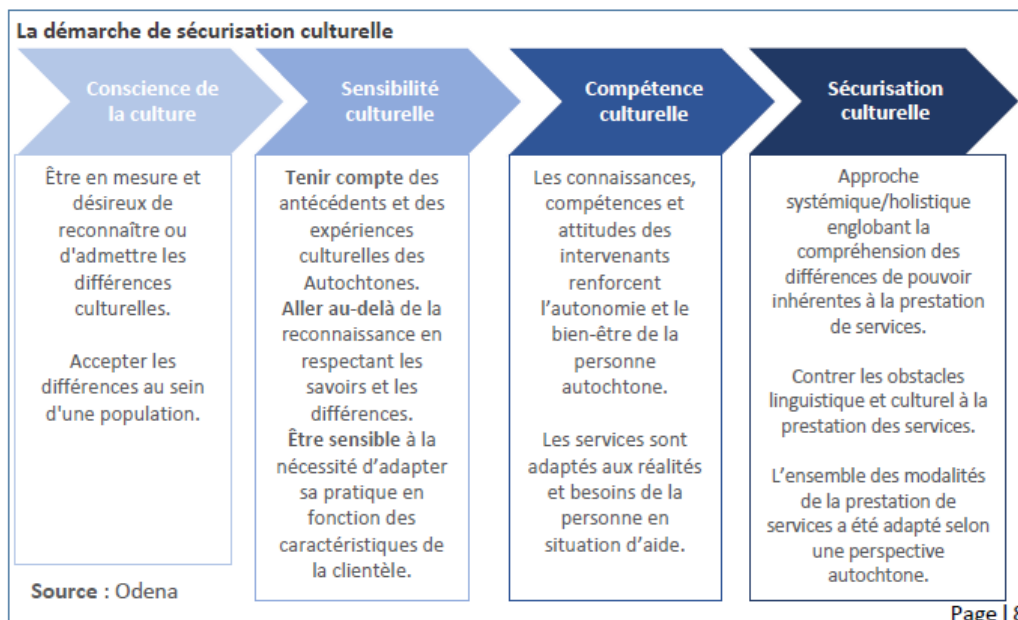 La démarche de sécurisation culturelle
Conscience de
la culture
Sensibilité
culturelle
Compétence
culturelle
Sécurisation
culturelle
Être en mesure et
désireux de
reconnaître ou
d'admettre les
différences
culturelles.
Accepter les
différences au sein
d'une population.
Tenir compte des
antécédents et des
expériences
culturelles des
Autochtones.
Aller au-delà de la
reconnaissance en
respectant les
savoirs et les
différences.
Être sensible à la
nécessité d’adapter
sa pratique en
fonction des
caractéristiques de
la clientèle.
Les connaissances,
compétences et
attitudes des
intervenants
renforcent
l’autonomie et le
bien-être de la
personne
autochtone.
Les services sont
adaptés aux réalités
et besoins de la
personne en
situation d’aide.
Approche
systémique/holistique
englobant la
compréhension des
différences de pouvoir
inhérentes à la prestation
de services.
Contrer les obstacles
linguistique et culturel à la
prestation des services.
L’ensemble des modalités
de la prestation de
services a été adapté selon
une perspective
autochtone.
Source : Odena
Page | 8